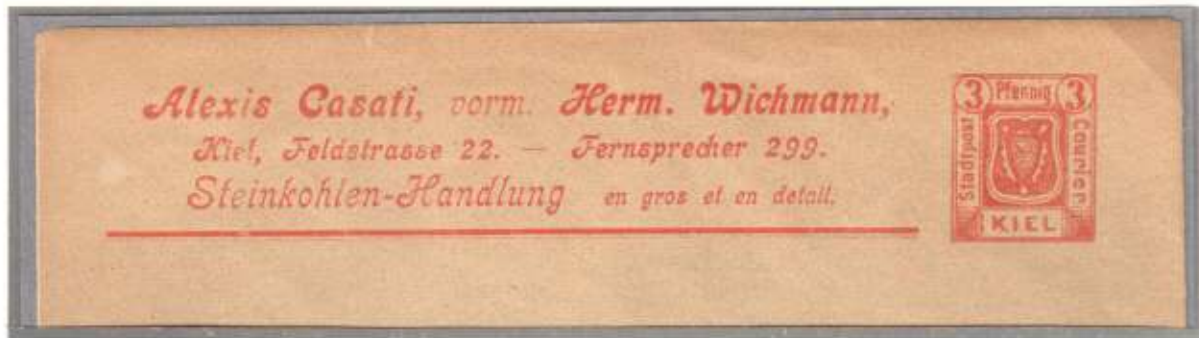 Alexis Casati, vorm. Herm. Wichmann,
Kiel, Feldstrasse 22. — Fernsprecher 299.
Steinkohlen-Handlung en gros et en detail.
3 Pfennig 3
Stadtpost
Courier
KIEL